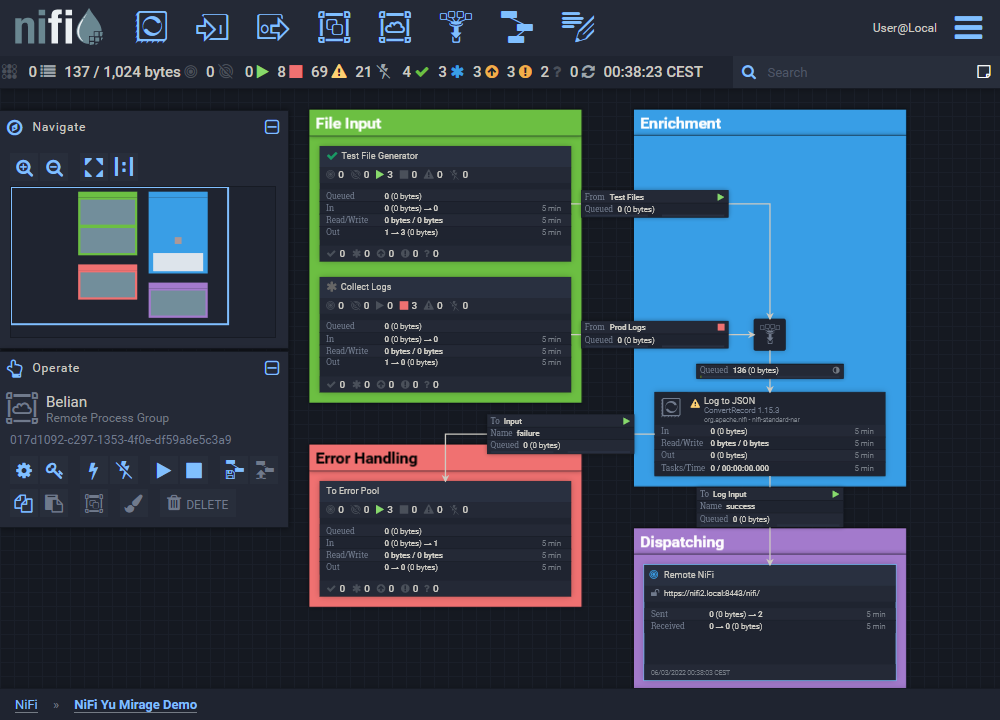 nifi
User@Local
0 137 / 1,024 bytes 0 0 8 69 21 4 3 3 3 2 ? 0 00:38:23 CEST
Search
Navigate
Operate
Belian
Remote Process Group
017d1092-c297-1353-4f0e-df59a8e5c3a9
DELETE
File Input
Test File Generator
0 0 3 0 0 0
Queued 0 (0 bytes)
In 0 (0 bytes) → 0 5 min
Read/Write 0 bytes / 0 bytes 5 min
Out 1 → 3 (0 bytes) 5 min
0 0 0 0 ? 0
Collect Logs
0 0 0 3 0 0
Queued 0 (0 bytes)
In 0 (0 bytes) → 0 5 min
Read/Write 0 bytes / 0 bytes 5 min
Out 1 → 0 (0 bytes) 5 min
0 0 0 0 ? 0
From Test Files
Queued 0 (0 bytes)
From Prod Logs
Queued 0 (0 bytes)
Enrichment
Queued 136 (0 bytes)
Log to JSON
ConvertRecord 1.15.3
org.apache.nifi - nifi-standard-nar
In 0 (0 bytes) 5 min
Read/Write 0 bytes / 0 bytes 5 min
Out 0 (0 bytes) 5 min
Tasks/Time 0 / 00:00:00.000 5 min
To Input
Name failure
Queued 0 (0 bytes)
Error Handling
To Error Pool
0 0 3 0 0 0
Queued 0 (0 bytes)
In 0 (0 bytes) → 1 5 min
Read/Write 0 bytes / 0 bytes 5 min
Out 0 → 0 (0 bytes) 5 min
0 0 0 0 ? 0
To Log Input
Name success
Queued 0 (0 bytes)
Dispatching
Remote NiFi
https://nifi2.local:8443/nifi/
Sent 0 (0 bytes) → 2 5 min
Received 0 → 0 (0 bytes) 5 min
06/03/2022 00:38:03 CEST
NiFi » NiFi Yu Mirage Demo